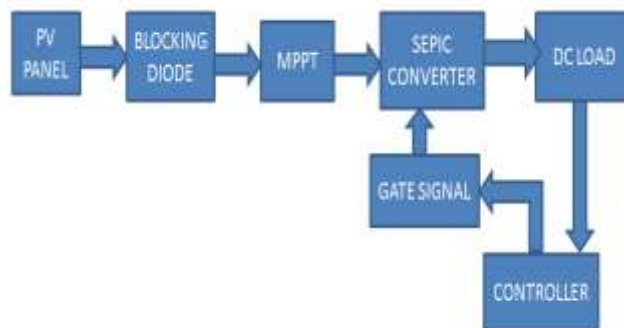 PV
PANEL
BLOCKING
DIODE
MPPT
SEPIC
CONVERTER
DC LOAD
GATE SIGNAL
CONTROLLER